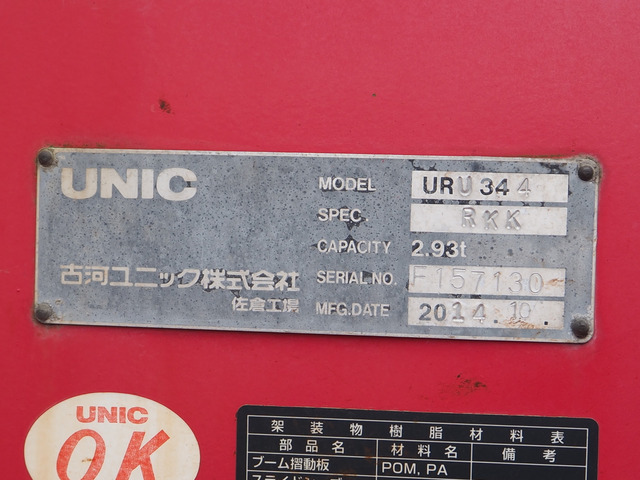 UNIC
MODEL URU344
SPEC. RKK
CAPACITY 2.93t
古河ユニック株式会社
佐倉工場
SERIAL NO. F157130
MFG.DATE 2014.10.
UNIC
OK
架装物樹脂材料表
部品名 材料名 備考
ブーム摺動板 POM, PA